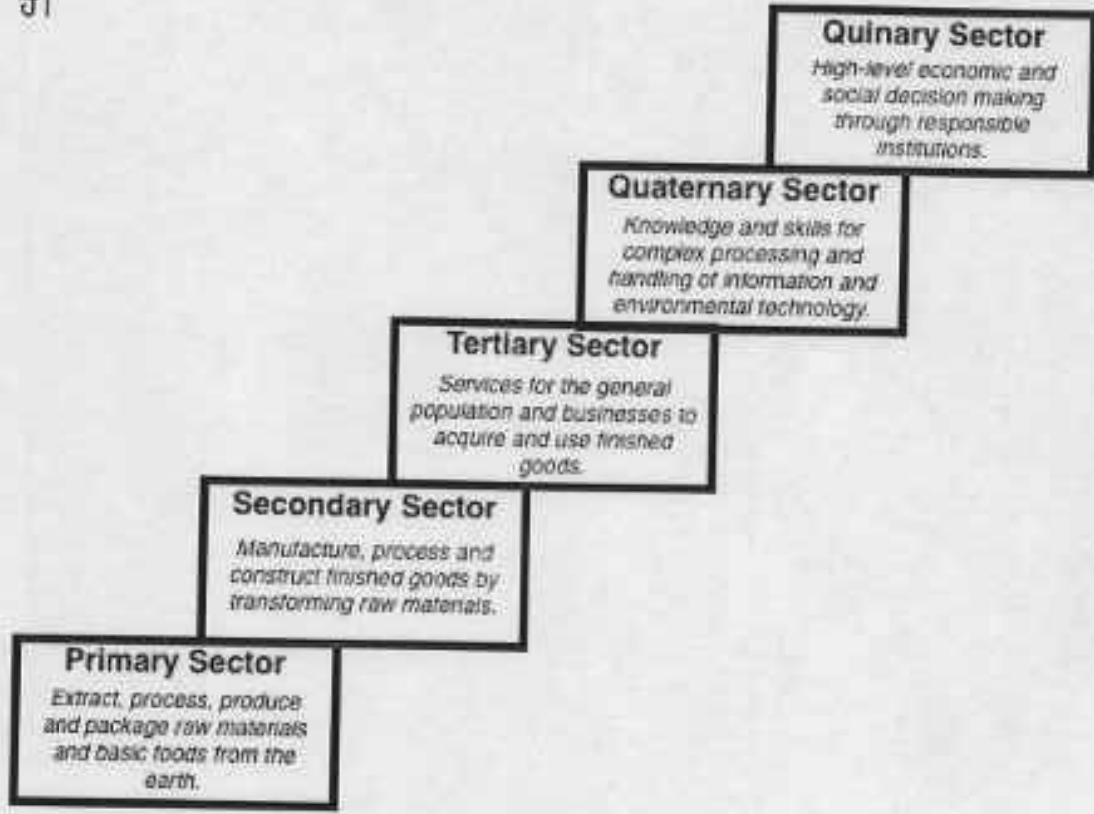 Quinary Sector
High-level economic and
social decision making
through responsible
institutions.
Quaternary Sector
Knowledge and skills for
complex processing and
handling of information and
environmental technology.
Tertiary Sector
Services for the general
population and businesses to
acquire and use finished
goods.
Secondary Sector
Manufacture, process and
construct finished goods by
transforming raw materials.
Primary Sector
Extract, process, produce
and package raw materials
and basic foods from the
earth.